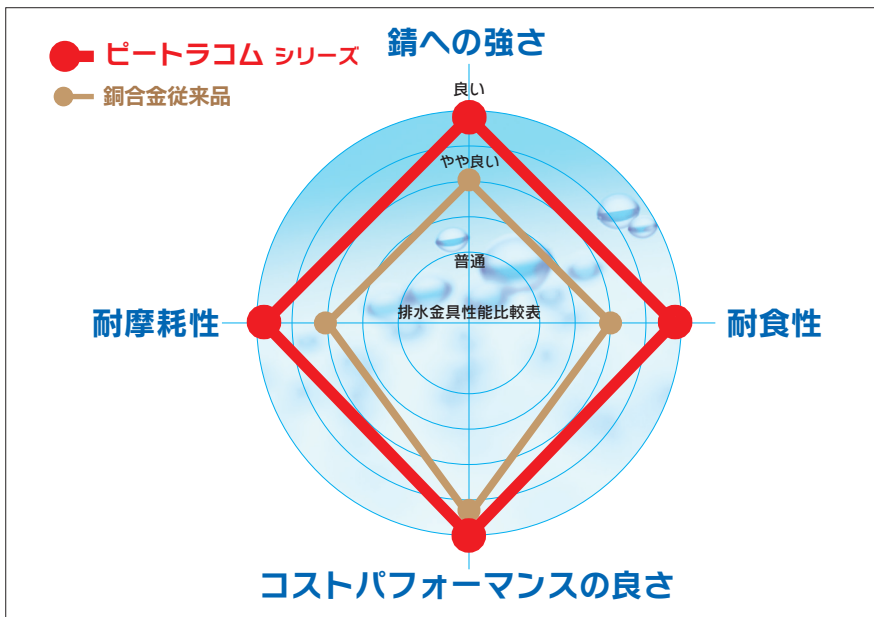 ピートラコム シリーズ
銅合金従来品
錆への強さ
良い
やや良い
普通
排水金具性能比較表
耐摩耗性
耐食性
コストパフォーマンスの良さ